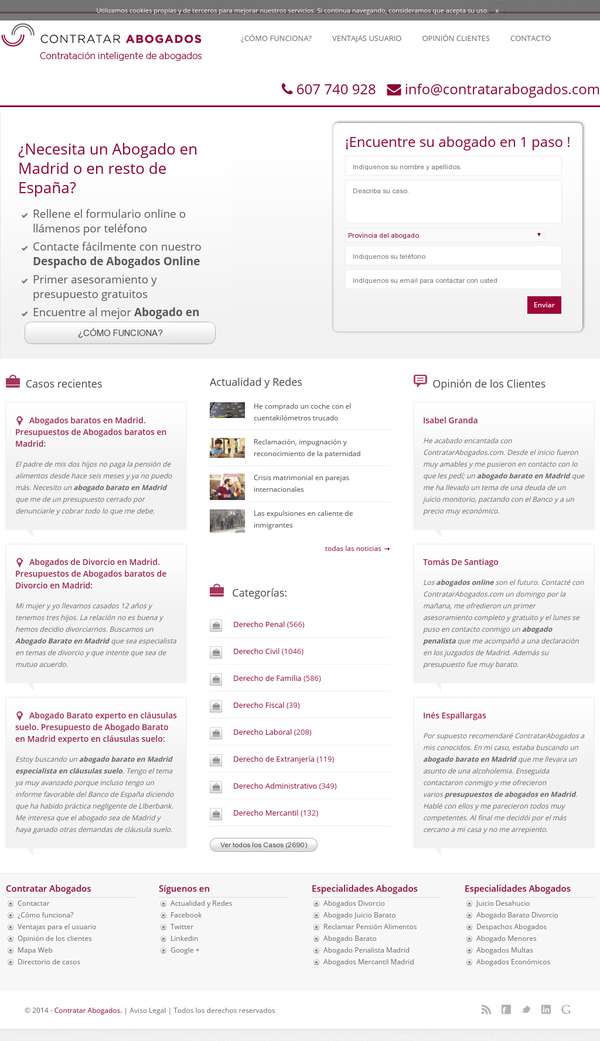 Utilizamos cookies propias y de terceros para mejorar nuestros servicios. Si continua navegando, consideramos que acepta su uso. x
CONTRATAR ABOGADOS
Contratación inteligente de abogados
¿CÓMO FUNCIONA?
VENTAJAS USUARIO
OPINIÓN CLIENTES
CONTACTO
607 740 928
info@contratarabogados.com
¿Necesita un Abogado en
Madrid o en resto de
España?
Rellene el formulario online o
llámenos por teléfono
Contacte fácilmente con nuestro
Despacho de Abogados Online
Primer asesoramiento y
presupuesto gratuitos
Encuentre al mejor Abogado en
¿CÓMO FUNCIONA?
¡Encuentre su abogado en 1 paso !
Indíquenos su nombre y apellidos.
Describa su caso.
Provincia del abogado.
Indíquenos su teléfono
Indíquenos su email para contactar con usted
Enviar
Casos recientes
Abogados baratos en Madrid.
Presupuestos de Abogados baratos en
Madrid:
El padre de mis dos hijos no paga la pensión de
alimentos desde hace seis meses y ya no puedo
más. Necesito un abogado barato en Madrid
que me de un presupuesto cerrado por
denunciarle y cobrar todo lo que me debe.
Abogados de Divorcio en Madrid.
Presupuestos de Abogados baratos de
Divorcio en Madrid:
Mi mujer y yo llevamos casados 12 años y
tenemos tres hijos. La relación no es buena y
hemos decidio divorciarnos. Buscamos un
Abogado Barato en Madrid que sea especialista
en temas de divorcio y que intente que sea de
mutuo acuerdo.
Abogado Barato experto en cláusulas
suelo. Presupuesto de Abogado Barato
en Madrid experto en cláusulas suelo:
Estoy buscando un abogado barato en Madrid
especialista en cláusulas suelo. Tengo el tema
ya muy avanzado porque incluso tengo un
informe favorable del Banco de España diciendo
que ha habido práctica negligente de Liberbank.
Me interesa que el abogado sea de Madrid y
haya ganado otras demandas de cláusula suelo.
Actualidad y Redes
He comprado un coche con el
cuentakilómetros trucado
Reclamación, impugnación y
reconocimiento de la paternidad
Crisis matrimonial en parejas
internacionales
Las expulsiones en caliente de
inmigrantes
todas las noticias →
Categorías:
Derecho Penal (566)
Derecho Civil (1046)
Derecho de Familia (586)
Derecho Fiscal (39)
Derecho Laboral (208)
Derecho de Extranjería (119)
Derecho Administrativo (349)
Derecho Mercantil (132)
Ver todos los Casos (2690)
Opinión de los Clientes
Isabel Granda
He acabado encantada con
ContratarAbogados.com. Desde el inicio fueron
muy amables y me pusieron en contacto con lo
que les pedí; un abogado barato en Madrid que
me ha llevado un tema de una deuda de un
juicio monitorio, pactando con el Banco y a un
precio muy económico.
Tomás De Santiago
Los abogados online son el futuro. Contacté con
ContratarAbogados.com un domingo por la
mañana, me ofredieron un primer
asesoramiento completo y gratuito y el lunes se
puso en contacto conmigo un abogado
penalista que me acompañó a una declaración
en los juzgados de Madrid. Además su
presupuesto fue muy barato.
Inés Espallargas
Por supuesto recomendaré ContratarAbogados a
mis conocidos. En mi caso, estaba buscando un
abogado barato en Madrid que me llevara un
asunto de una alcoholemia. Enseguida
contactaron conmigo y me ofrecieron
varios presupuestos de abogados en Madrid.
Hablé con ellos y me parecieron todos muy
competentes. Al final me decidí por el más
cercano a mi casa y no me arrepiento.
Contratar Abogados
Contactar
¿Cómo funciona?
Ventajas para el usuario
Opinión de los clientes
Mapa Web
Directorio de casos
Síguenos en
Actualidad y Redes
Facebook
Twitter
Linkedin
Google +
Especialidades Abogados
Abogados Divorcio
Abogado Juicio Barato
Reclamar Pensión Alimentos
Abogado Barato
Abogado Penalista Madrid
Abogados Mercantil Madrid
Especialidades Abogados
Juicio Desahucio
Abogado Barato Divorcio
Despachos Abogados
Abogado Menores
Abogados Multas
Abogados Económicos
© 2014 - Contratar Abogados. | Aviso Legal | Todos los derechos reservados